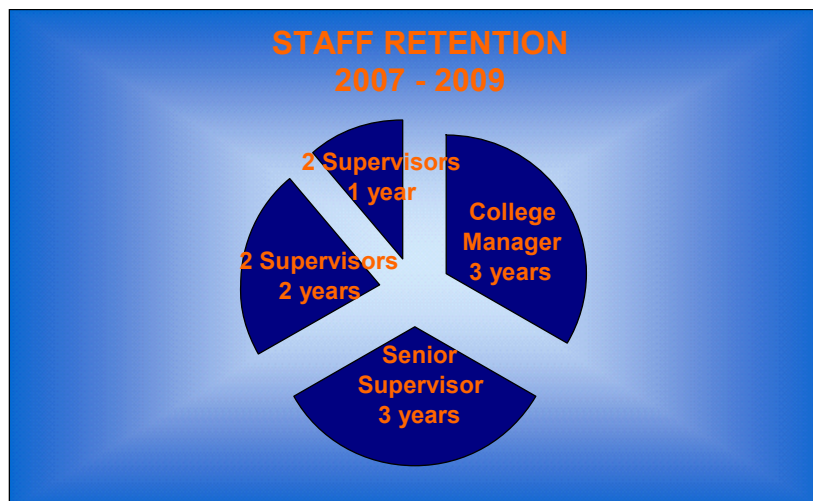 STAFF RETENTION
2007 - 2009
2 Supervisors
1 year
College
Manager
3 years
2 Supervisors
2 years
Senior
Supervisor
3 years